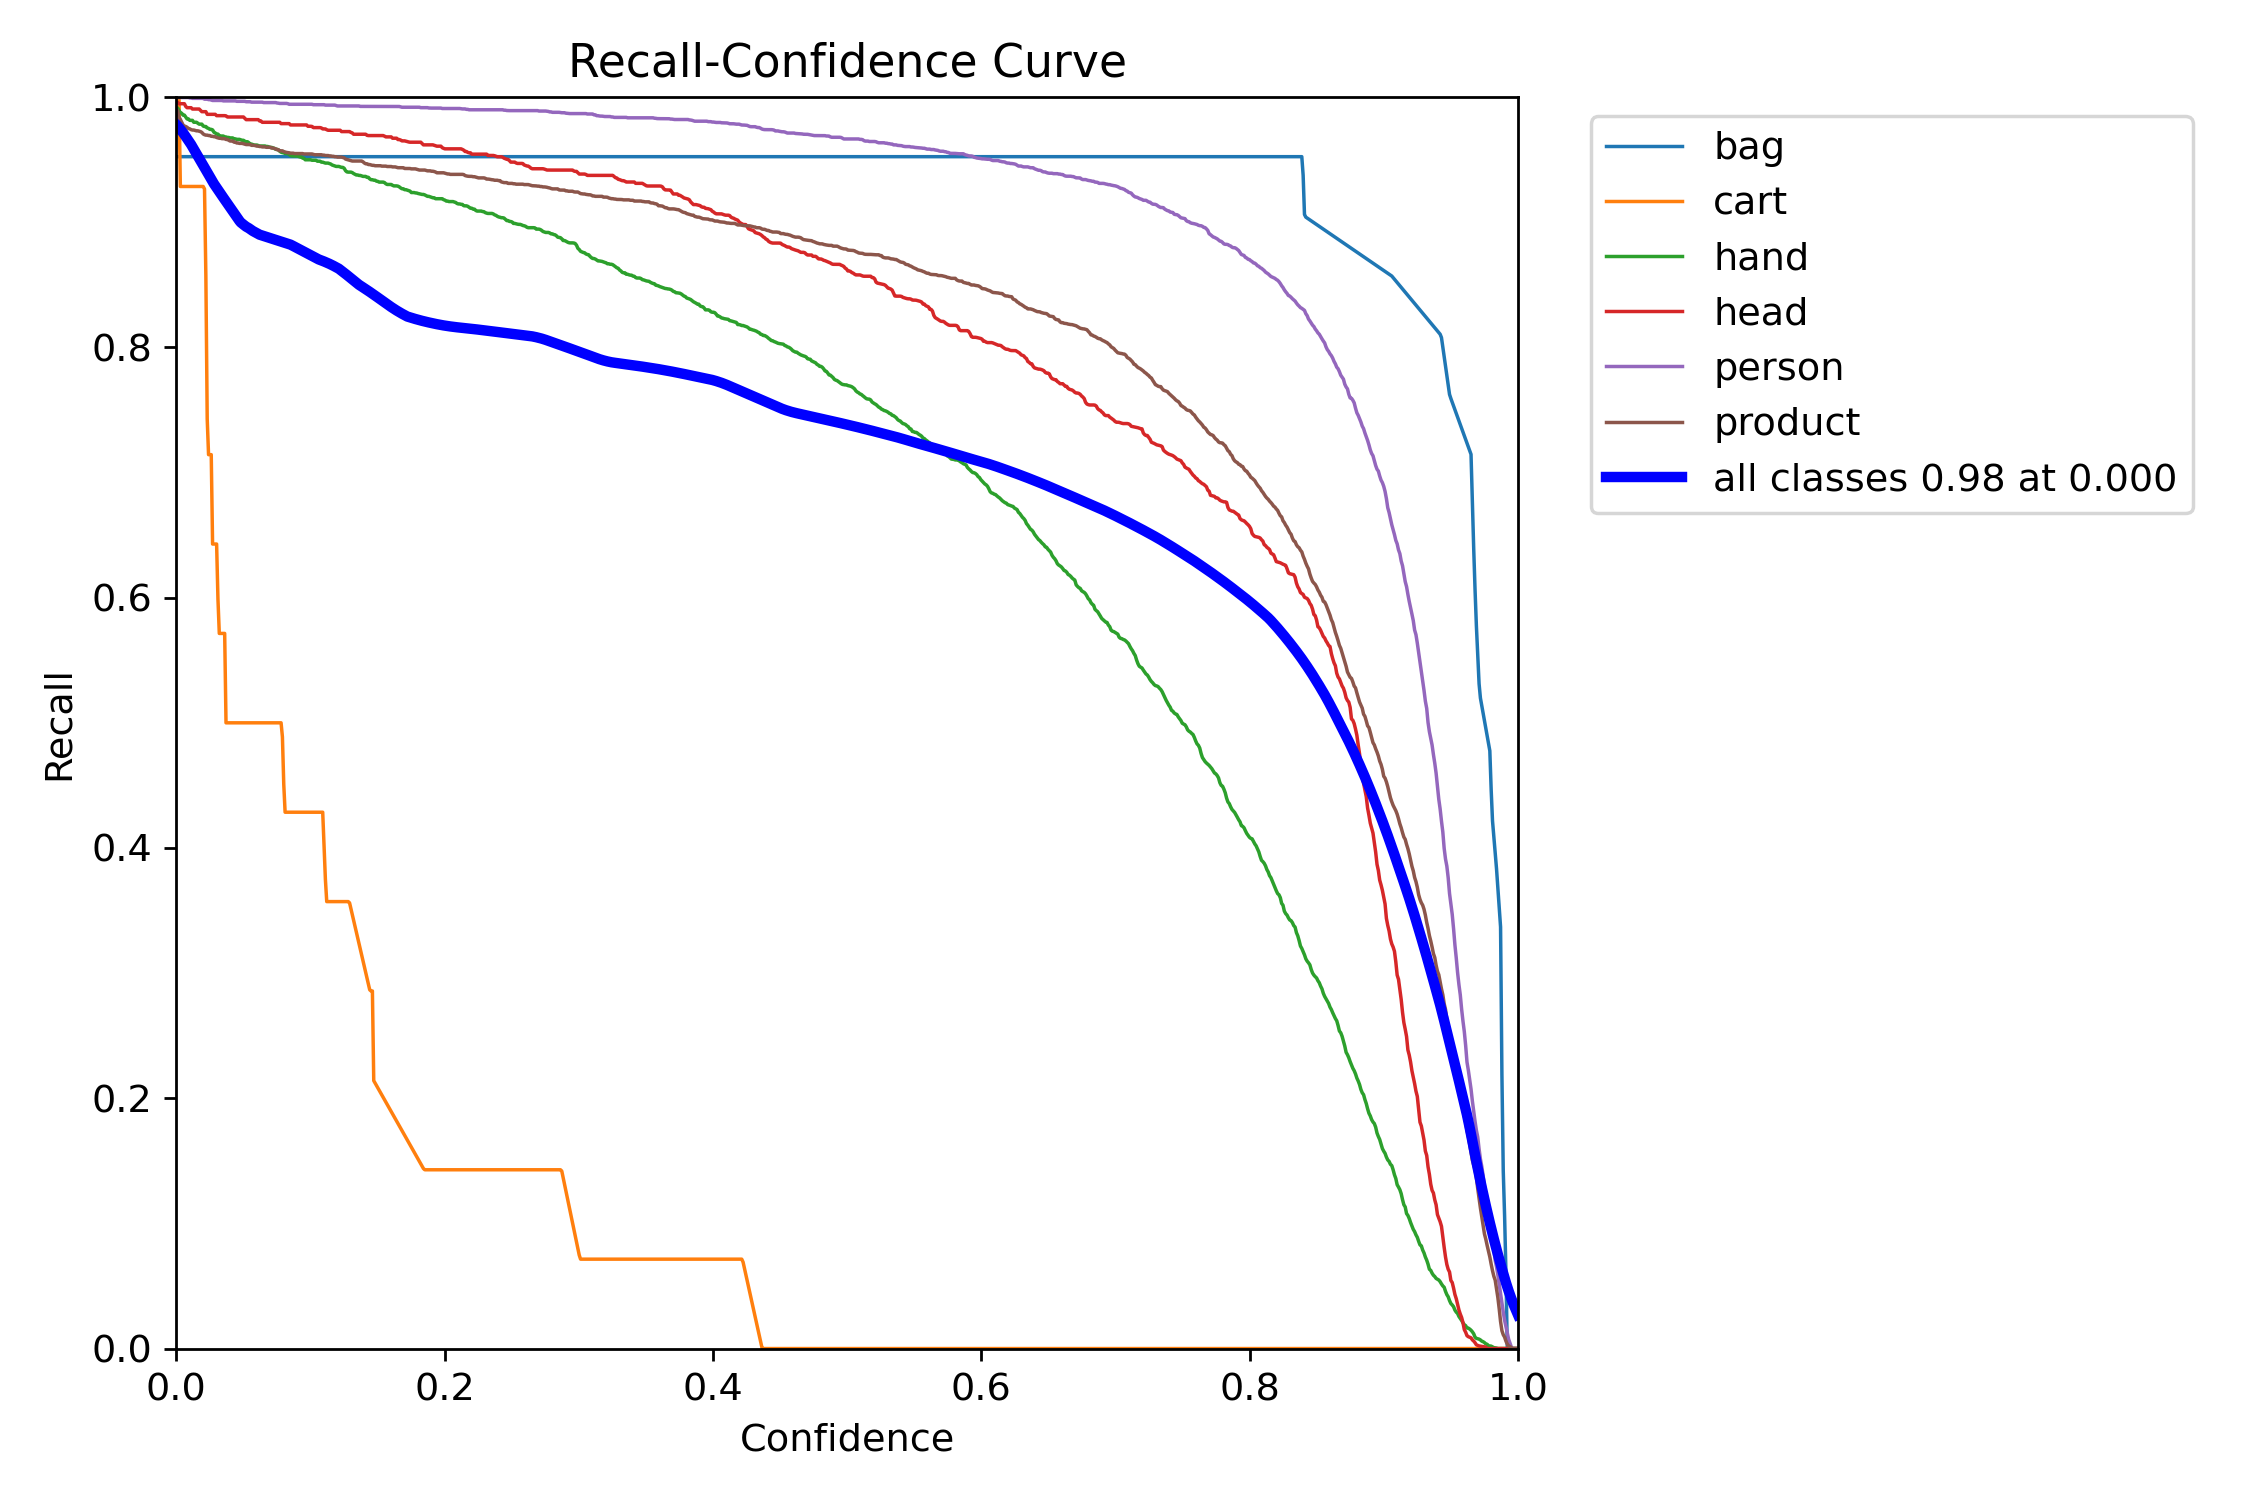 Recall-Confidence Curve
1.0
0.8
0.6
0.4
0.2
0.0
Recall
0.0 0.2 0.4 0.6 0.8 1.0
Confidence
bag
cart
hand
head
person
product
all classes 0.98 at 0.000